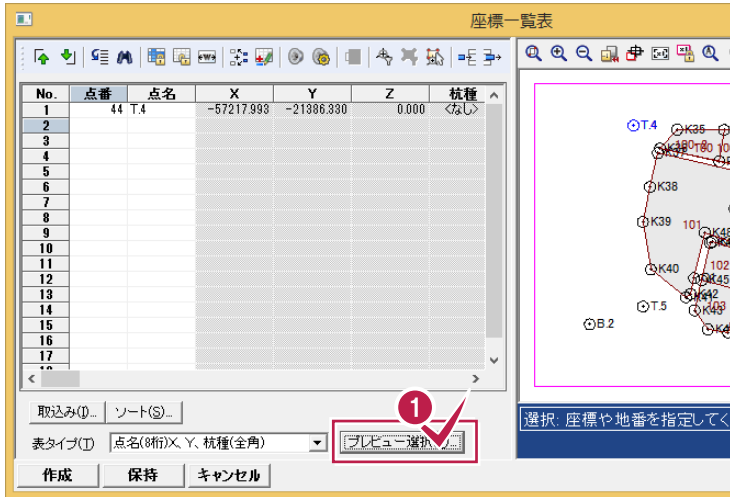 座標一覧表
No. 点番 点名 X Y Z 杭種
1 44 T.4 -57217.993 -21386.330 0.000 <なし>
2
3
4
5
6
7
8
9
10
11
12
13
14
15
16
17
取込み(I)... ソート(S)...
表タイプ(T) 点名(8桁)X、Y、杭種(全角) プレビュー選択
1
作成 保持 キャンセル
T.4
K35
K38
K39
101
K40
102
T.5
B.2
K43
選択: 座標や地番を指定してく